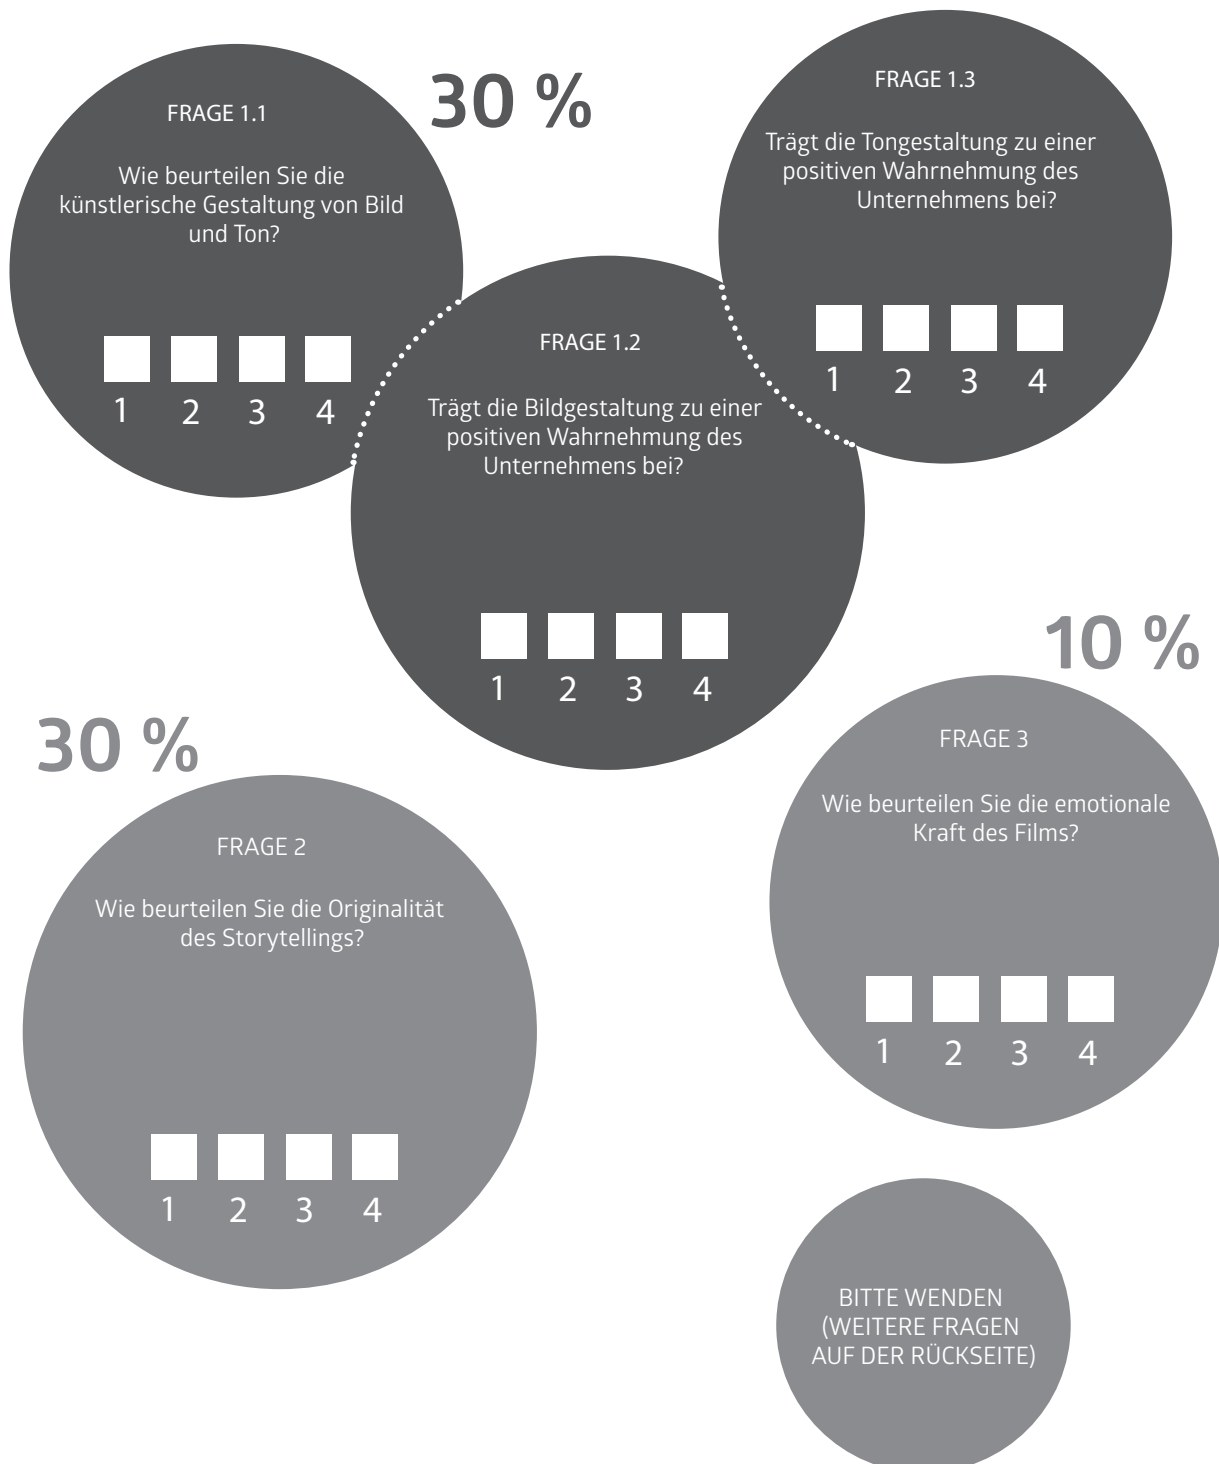 30 %
FRAGE 1.1
Wie beurteilen Sie die
künstlerische Gestaltung von Bild
und Ton?
1 2 3 4
FRAGE 1.2
Trägt die Bildgestaltung zu einer
positiven Wahrnehmung des
Unternehmens bei?
1 2 3 4
FRAGE 1.3
Trägt die Tongestaltung zu einer
positiven Wahrnehmung des
Unternehmens bei?
1 2 3 4
30 %
FRAGE 2
Wie beurteilen Sie die Originalität
des Storytellings?
1 2 3 4
10 %
FRAGE 3
Wie beurteilen Sie die emotionale
Kraft des Films?
1 2 3 4
BITTE WENDEN
(WEITERE FRAGEN
AUF DER RÜCKSEITE)